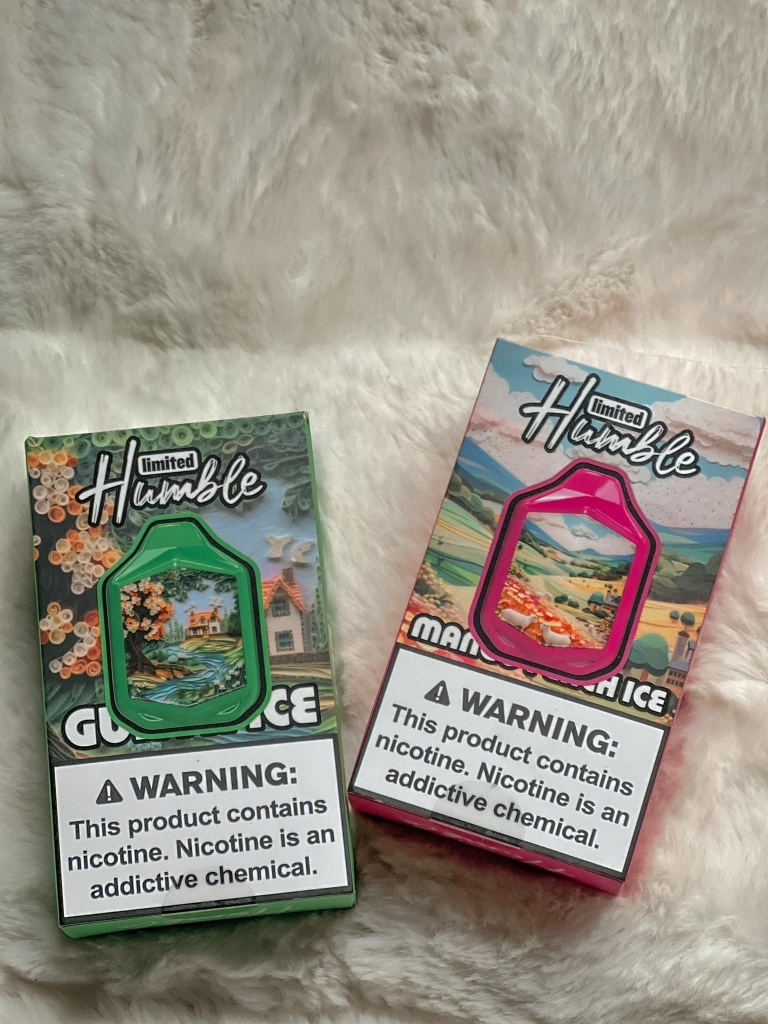 limited
Humble
ICE
⚠ WARNING:
This product contains
nicotine. Nicotine is an
addictive chemical.
limited
Humble
ICE
⚠ WARNING:
This product contains
nicotine. Nicotine is an
addictive chemical.